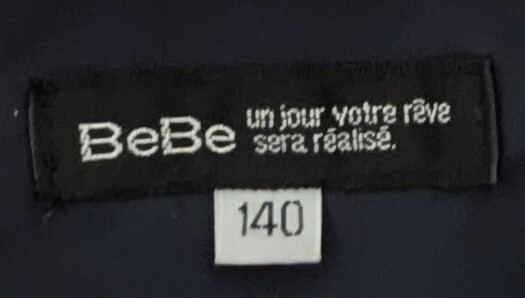 BeBe
un jour votre rêve
sera réalisé.
140